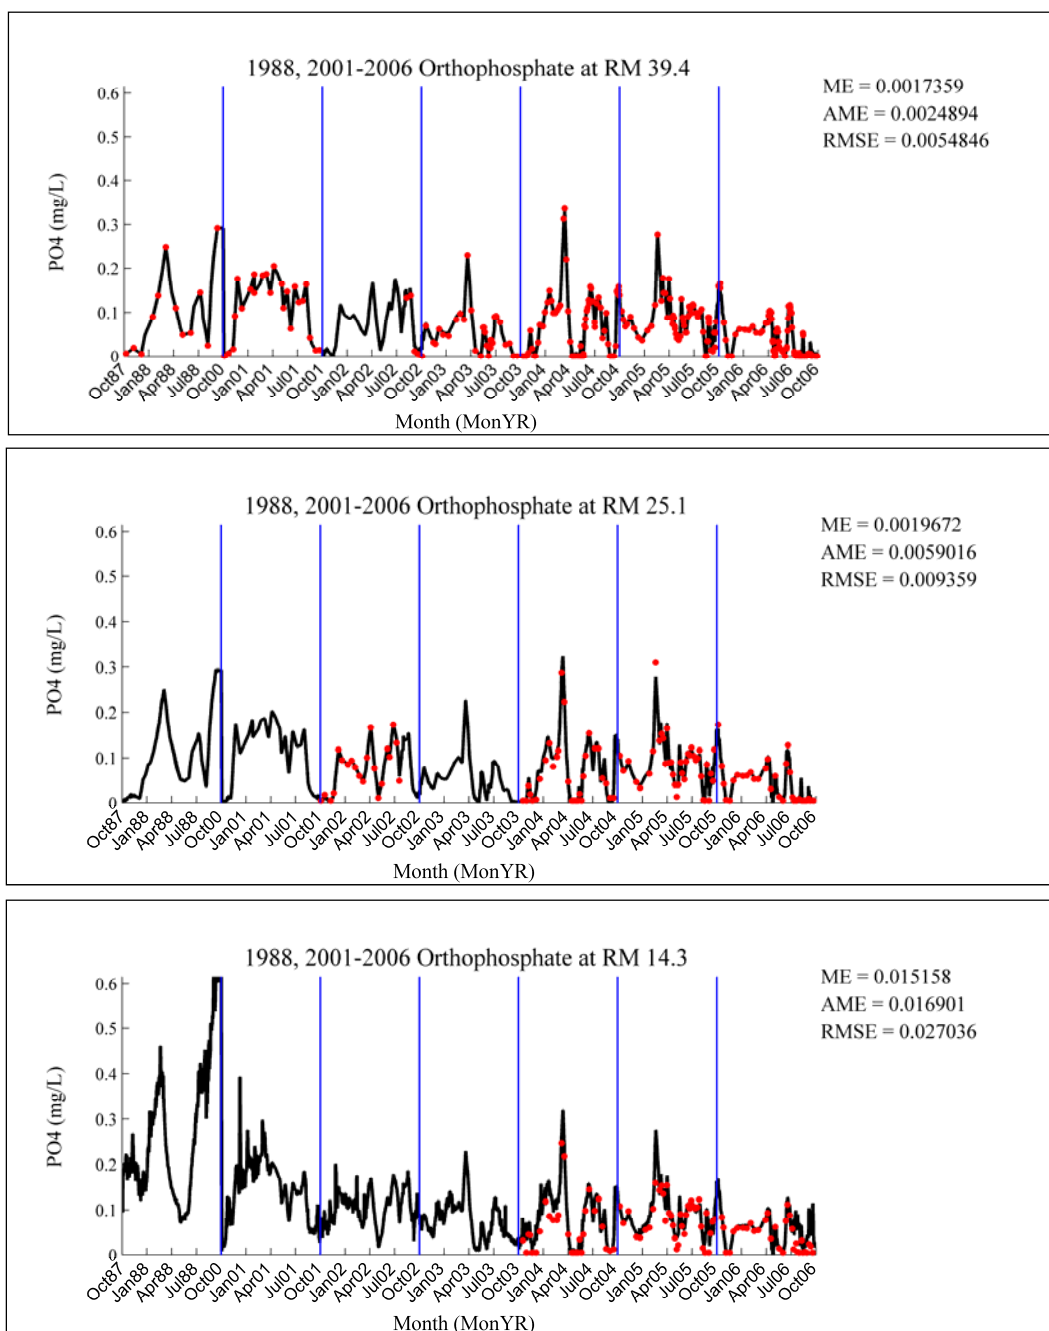 1988, 2001-2006 Orthophosphate at RM 39.4
ME = 0.0017359
AME = 0.0024894
RMSE = 0.0054846
PO4 (mg/L)
0.6
0.5
0.4
0.3
0.2
0.1
0
Oct87 Jan88 Apr88 Jul88 Oct00 Jan01 Apr01 Jul01 Oct01 Jan02 Apr02 Jul02 Oct02 Jan03 Apr03 Jul03 Oct03 Jan04 Apr04 Jul04 Oct04 Jan05 Apr05 Jul05 Oct05 Jan06 Apr06 Jul06 Oct06
Month (MonYR)
1988, 2001-2006 Orthophosphate at RM 25.1
ME = 0.0019672
AME = 0.0059016
RMSE = 0.009359
PO4 (mg/L)
0.6
0.5
0.4
0.3
0.2
0.1
0
Oct87 Jan88 Apr88 Jul88 Oct00 Jan01 Apr01 Jul01 Oct01 Jan02 Apr02 Jul02 Oct02 Jan03 Apr03 Jul03 Oct03 Jan04 Apr04 Jul04 Oct04 Jan05 Apr05 Jul05 Oct05 Jan06 Apr06 Jul06 Oct06
Month (MonYR)
1988, 2001-2006 Orthophosphate at RM 14.3
ME = 0.015158
AME = 0.016901
RMSE = 0.027036
PO4 (mg/L)
0.6
0.5
0.4
0.3
0.2
0.1
0
Oct87 Jan88 Apr88 Jul88 Oct00 Jan01 Apr01 Jul01 Oct01 Jan02 Apr02 Jul02 Oct02 Jan03 Apr03 Jul03 Oct03 Jan04 Apr04 Jul04 Oct04 Jan05 Apr05 Jul05 Oct05 Jan06 Apr06 Jul06 Oct06
Month (MonYR)